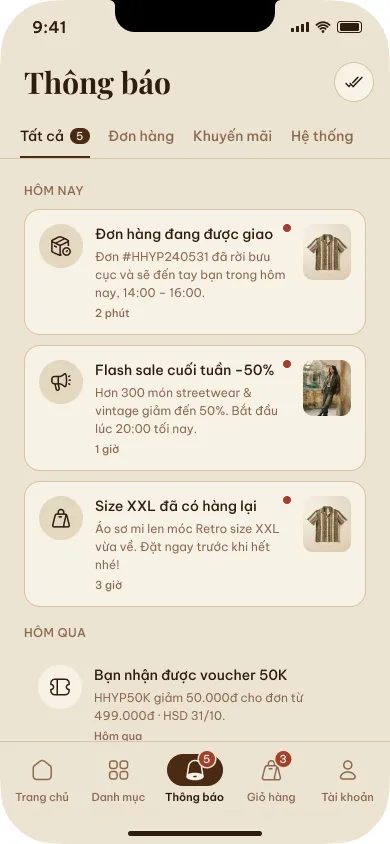 9:41
Thông báo
Tất cả 5 Đơn hàng Khuyến mãi Hệ thống
HÔM NAY
Đơn hàng đang được giao
Đơn #HHYP240531 đã rời bưu
cục và sẽ đến tay bạn trong hôm
nay, 14:00 – 16:00.
2 phút
Flash sale cuối tuần −50%
Hơn 300 món streetwear &
vintage giảm đến 50%. Bắt đầu
lúc 20:00 tối nay.
1 giờ
Size XXL đã có hàng lại
Áo sơ mi len móc Retro size XXL
vừa về. Đặt ngay trước khi hết
nhé!
3 giờ
HÔM QUA
Bạn nhận được voucher 50K
HHYP50K giảm 50.000đ cho đơn từ
499.000đ · HSD 31/10.
Hôm qua
5 3
Trang chủ Danh mục Thông báo Giỏ hàng Tài khoản